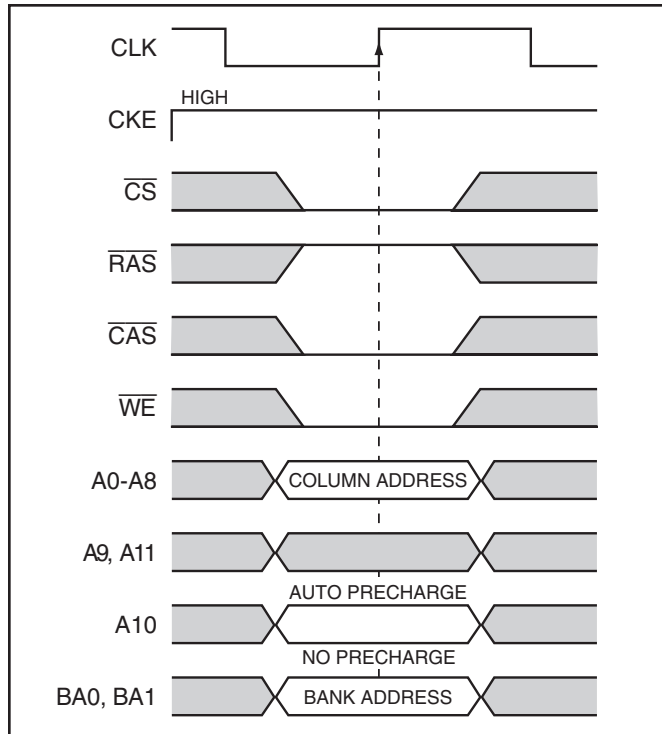 CLK
CKE
HIGH
CS
RAS
CAS
WE
A0-A8
COLUMN ADDRESS
A9, A11
AUTO PRECHARGE
A10
NO PRECHARGE
BA0, BA1
BANK ADDRESS